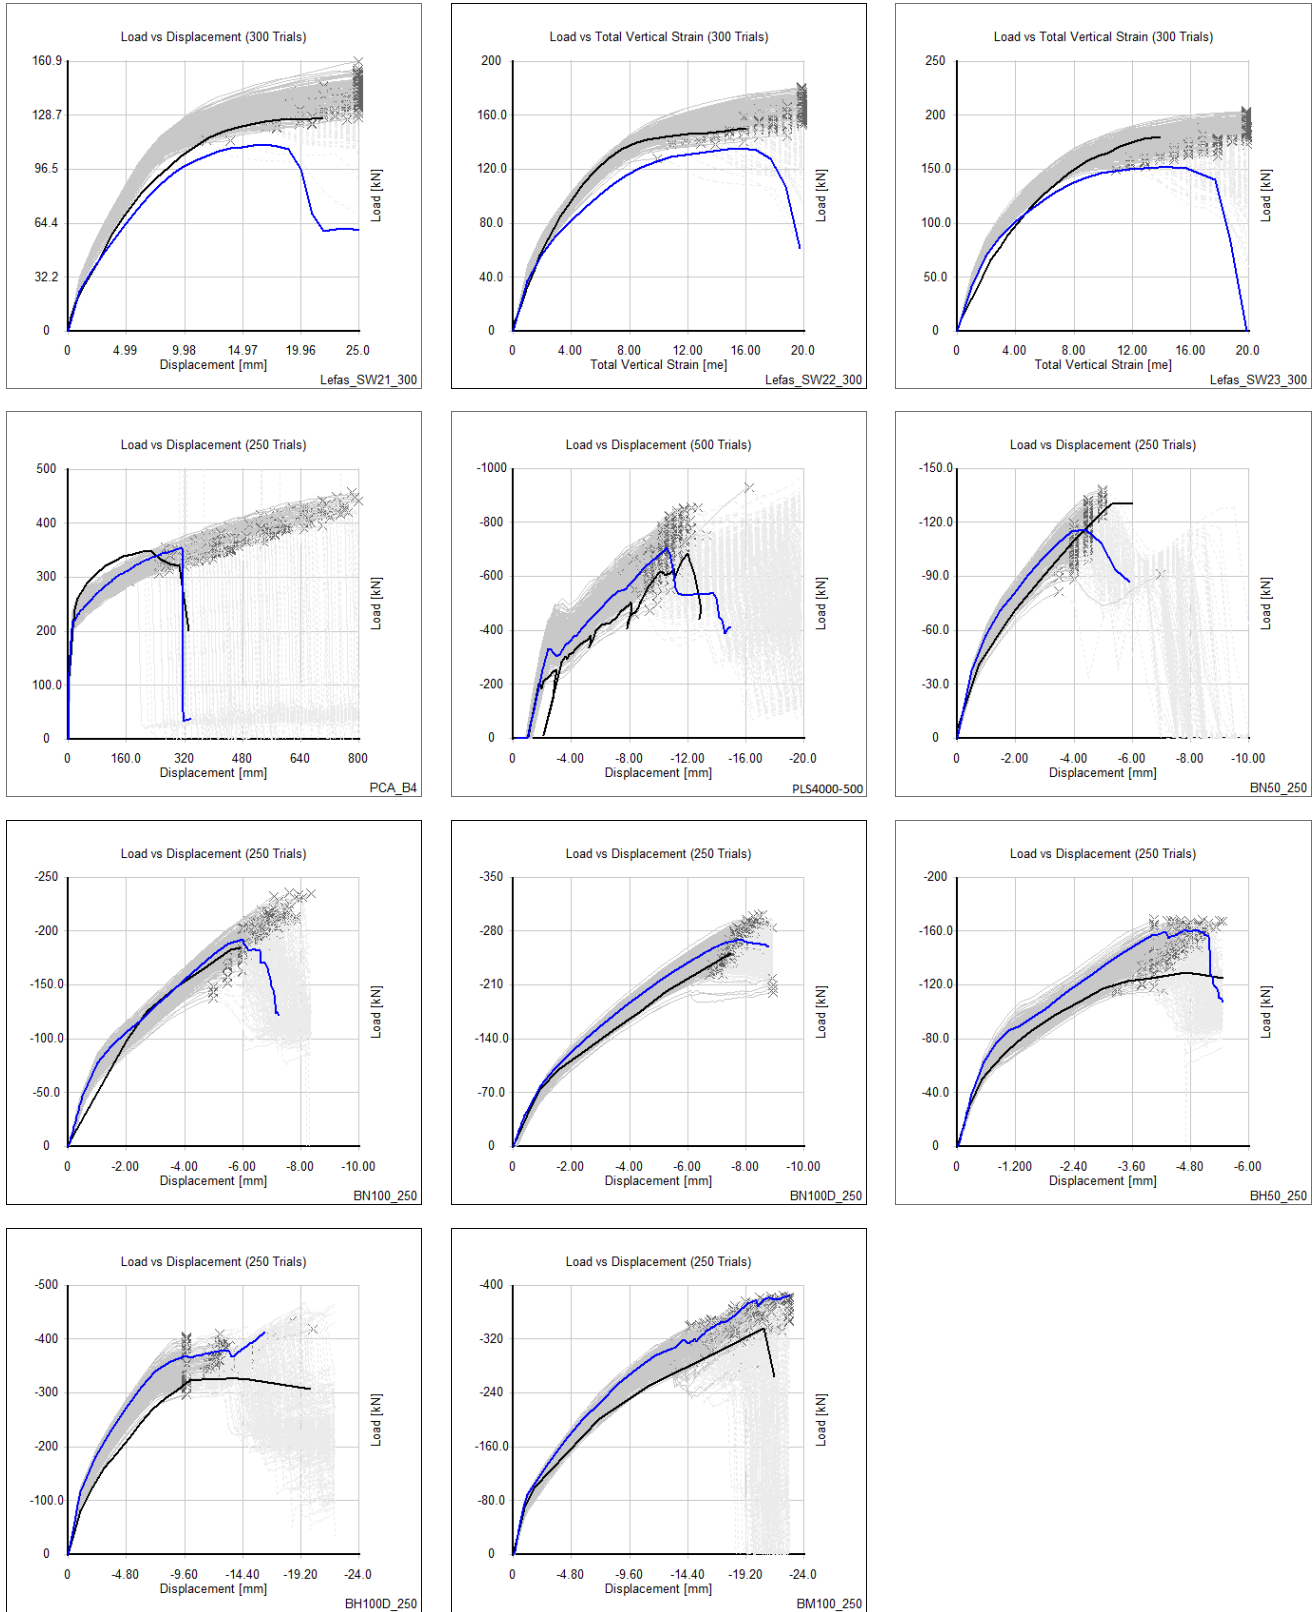 Load vs Displacement (300 Trials)
160.9
128.7
96.5
64.4
32.2
0
Load [kN]
0 4.99 9.98 14.97 19.96 25.0
Displacement [mm]
Lefas_SW21_300
Load vs Total Vertical Strain (300 Trials)
200
160.0
120.0
80.0
40.0
0
Load [kN]
0 4.00 8.00 12.00 16.00 20.0
Total Vertical Strain [me]
Lefas_SW22_300
Load vs Total Vertical Strain (300 Trials)
250
200
150.0
100.0
50.0
0
Load [kN]
0 4.00 8.00 12.00 16.00 20.0
Total Vertical Strain [me]
Lefas_SW23_300
Load vs Displacement (250 Trials)
500
400
300
200
100.0
0
Load [kN]
0 160.0 320 480 640 800
Displacement [mm]
PCA_B4
Load vs Displacement (500 Trials)
-1000
-800
-600
-400
-200
0
Load [kN]
0 -4.00 -8.00 -12.00 -16.00 -20.0
Displacement [mm]
PLS4000-500
Load vs Displacement (250 Trials)
-150.0
-120.0
-90.0
-60.0
-30.0
0
Load [kN]
0 -2.00 -4.00 -6.00 -8.00 -10.00
Displacement [mm]
BN50_250
Load vs Displacement (250 Trials)
-250
-200
-150.0
-100.0
-50.0
0
Load [kN]
0 -2.00 -4.00 -6.00 -8.00 -10.00
Displacement [mm]
BN100_250
Load vs Displacement (250 Trials)
-350
-280
-210
-140.0
-70.0
0
Load [kN]
0 -2.00 -4.00 -6.00 -8.00 -10.00
Displacement [mm]
BN100D_250
Load vs Displacement (250 Trials)
-200
-160.0
-120.0
-80.0
-40.0
0
Load [kN]
0 -1.200 -2.40 -3.60 -4.80 -6.00
Displacement [mm]
BH50_250
Load vs Displacement (250 Trials)
-500
-400
-300
-200
-100.0
0
Load [kN]
0 -4.80 -9.60 -14.40 -19.20 -24.0
Displacement [mm]
BH100D_250
Load vs Displacement (250 Trials)
-400
-320
-240
-160.0
-80.0
0
Load [kN]
0 -4.80 -9.60 -14.40 -19.20 -24.0
Displacement [mm]
BM100_250